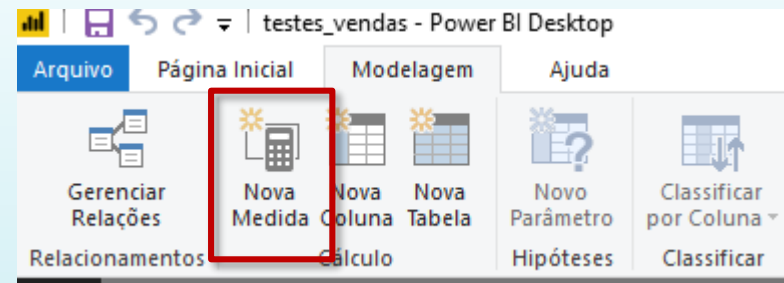 testes_vendas - Power BI Desktop
Arquivo Página Inicial Modelagem Ajuda
Gerenciar Relações
Nova Medida
Nova Coluna
Nova Tabela
Novo Parâmetro
Classificar por Coluna
Relacionamentos Cálculo Hipóteses Classificar